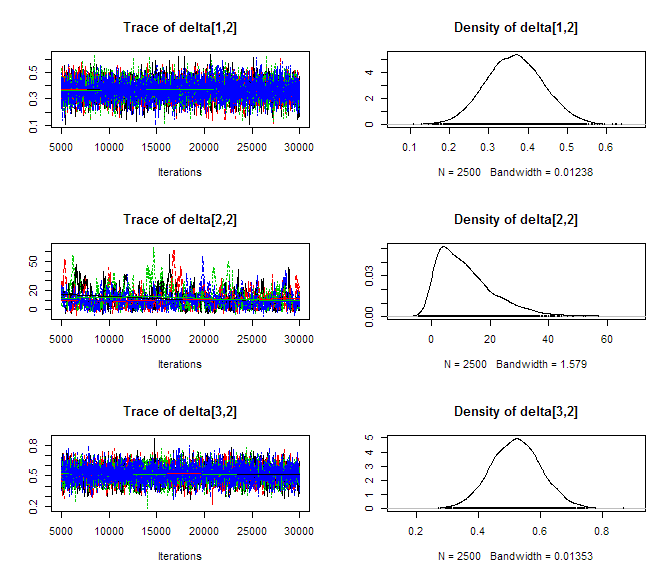 Trace of delta[1,2]
0.1 0.3 0.5
5000 10000 15000 20000 25000 30000
Iterations
Density of delta[1,2]
0 2 4
0.1 0.2 0.3 0.4 0.5 0.6
N = 2500 Bandwidth = 0.01238
Trace of delta[2,2]
0 20 50
5000 10000 15000 20000 25000 30000
Iterations
Density of delta[2,2]
0.00 0.03
0 20 40 60
N = 2500 Bandwidth = 1.579
Trace of delta[3,2]
0.2 0.5 0.8
5000 10000 15000 20000 25000 30000
Iterations
Density of delta[3,2]
0 1 2 3 4 5
0.2 0.4 0.6 0.8
N = 2500 Bandwidth = 0.01353